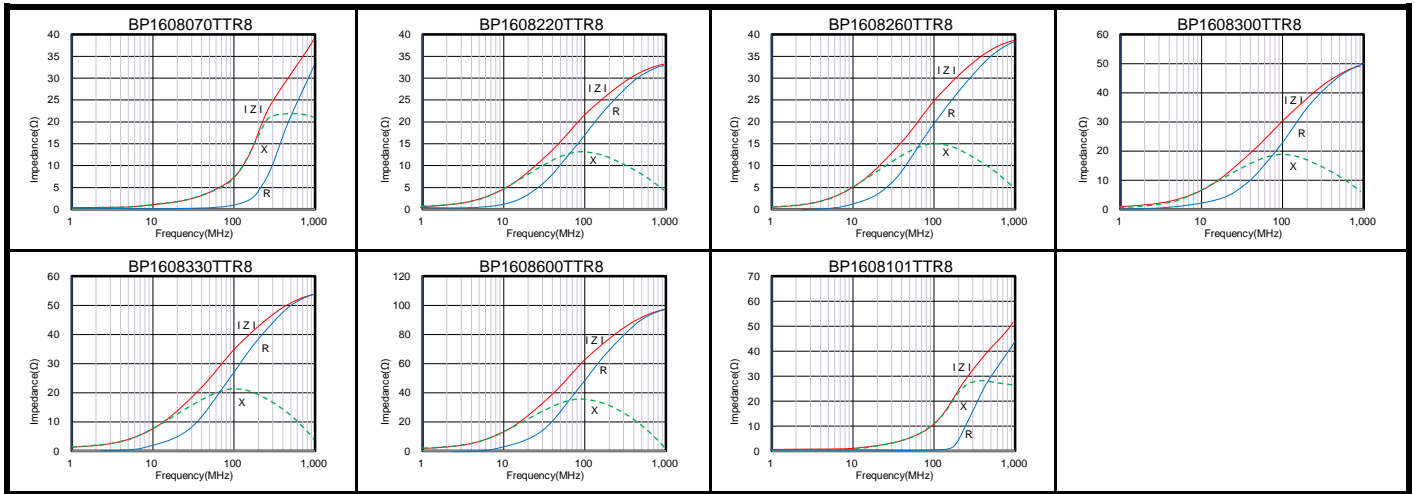 BP1608070TTR8
40
35
30
25
20
15
10
5
0
Impedance(Ω)
I Z I
X
R
1
10
100
1,000
Frequency(MHz)
BP1608220TTR8
40
35
30
25
20
15
10
5
0
Impedance(Ω)
I Z I
R
X
1
10
100
1,000
Frequency(MHz)
BP1608260TTR8
40
35
30
25
20
15
10
5
0
Impedance(Ω)
I Z I
R
X
1
10
100
1,000
Frequency(MHz)
BP1608300TTR8
60
50
40
30
20
10
0
Impedance(Ω)
I Z I
R
X
1
10
100
1,000
Frequency(MHz)
BP1608330TTR8
60
50
40
30
20
10
0
Impedance(Ω)
I Z I
R
X
1
10
100
1,000
Frequency(MHz)
BP1608600TTR8
120
100
80
60
40
20
0
Impedance(Ω)
I Z I
R
X
1
10
100
1,000
Frequency(MHz)
BP1608101TTR8
70
60
50
40
30
20
10
0
Impedance(Ω)
I Z I
X
R
1
10
100
1,000
Frequency(MHz)